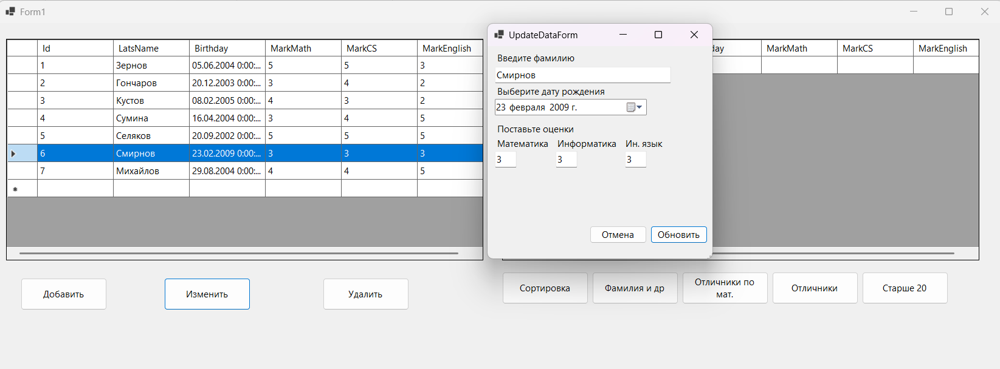 Form1
Id LatsName Birthday MarkMath MarkCS MarkEnglish
1 Зернов 05.06.2004 0:00:... 5 5 3
2 Гончаров 20.12.2003 0:00:... 3 4 2
3 Кустов 08.02.2005 0:00:... 4 3 2
4 Сумина 16.04.2004 0:00:... 3 4 5
5 Селяков 20.09.2002 0:00:... 5 5 5
6 Смирнов 23.02.2009 0:00:... 3 3 3
7 Михайлов 29.08.2004 0:00:... 4 4 5
UpdateDataForm
Введите фамилию
Смирнов
Выберите дату рождения
23 февраля 2009 г.
Поставьте оценки
Математика Информатика Ин. язык
3 3 3
Отмена Обновить
MarkMath MarkCS MarkEnglish
Добавить Изменить Удалить
Сортировка Фамилия и др Отличники по
мат. Отличники Старше 20